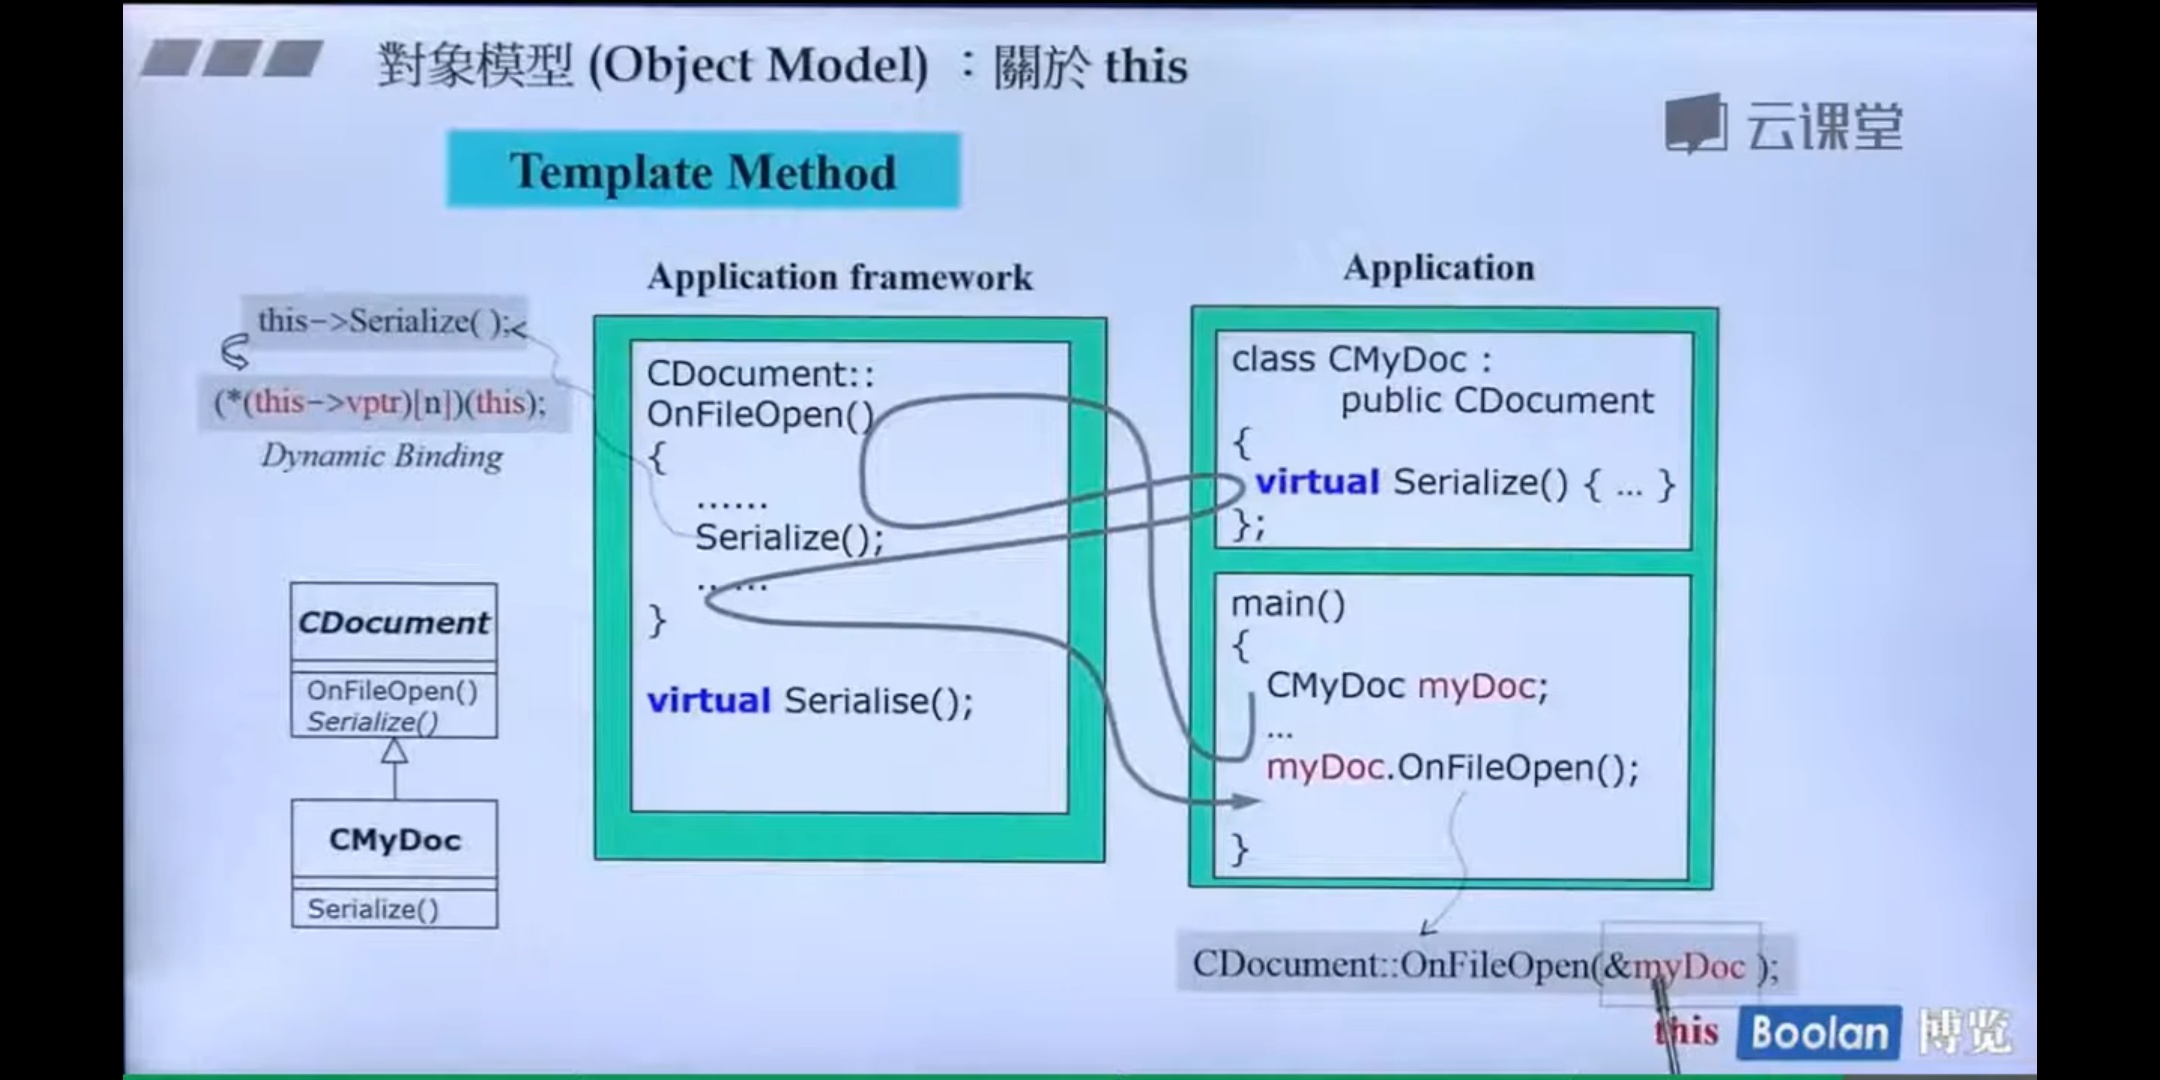 對象模型 (Object Model) ：關於 this
云课堂
Template Method
Application framework
Application
this->Serialize( );
(*(this->vptr)[n])(this);
Dynamic Binding
CDocument::
OnFileOpen()
{
......
Serialize();
......
}
virtual Serialise();
class CMyDoc :
public CDocument
{
virtual Serialize() { ... }
};
main()
{
CMyDoc myDoc;
...
myDoc.OnFileOpen();
}
CDocument
OnFileOpen()
Serialize()
CMyDoc
Serialize()
CDocument::OnFileOpen(&myDoc );
this
Boolan 博览